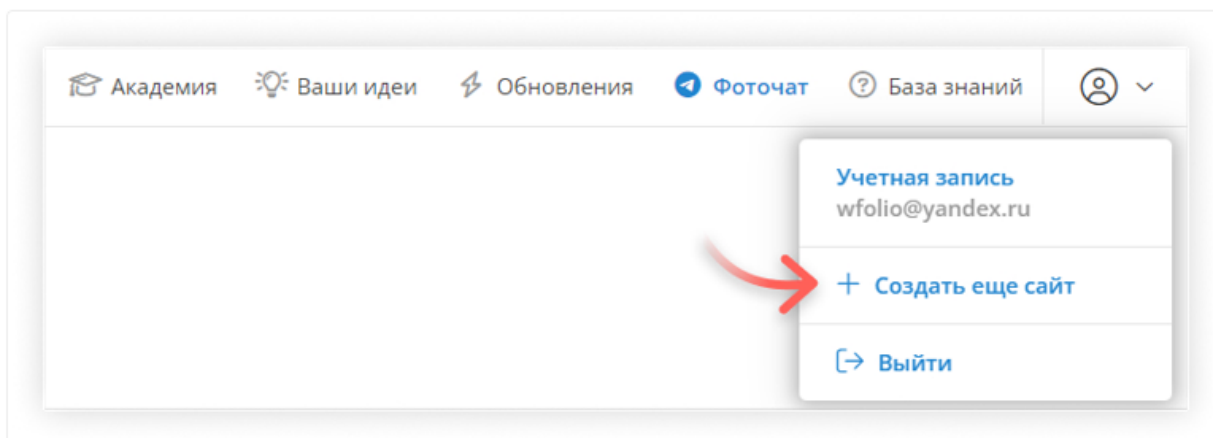 Академия Ваши идеи Обновления Фоточат База знаний
Учетная запись
wfolio@yandex.ru
Создать еще сайт
Выйти